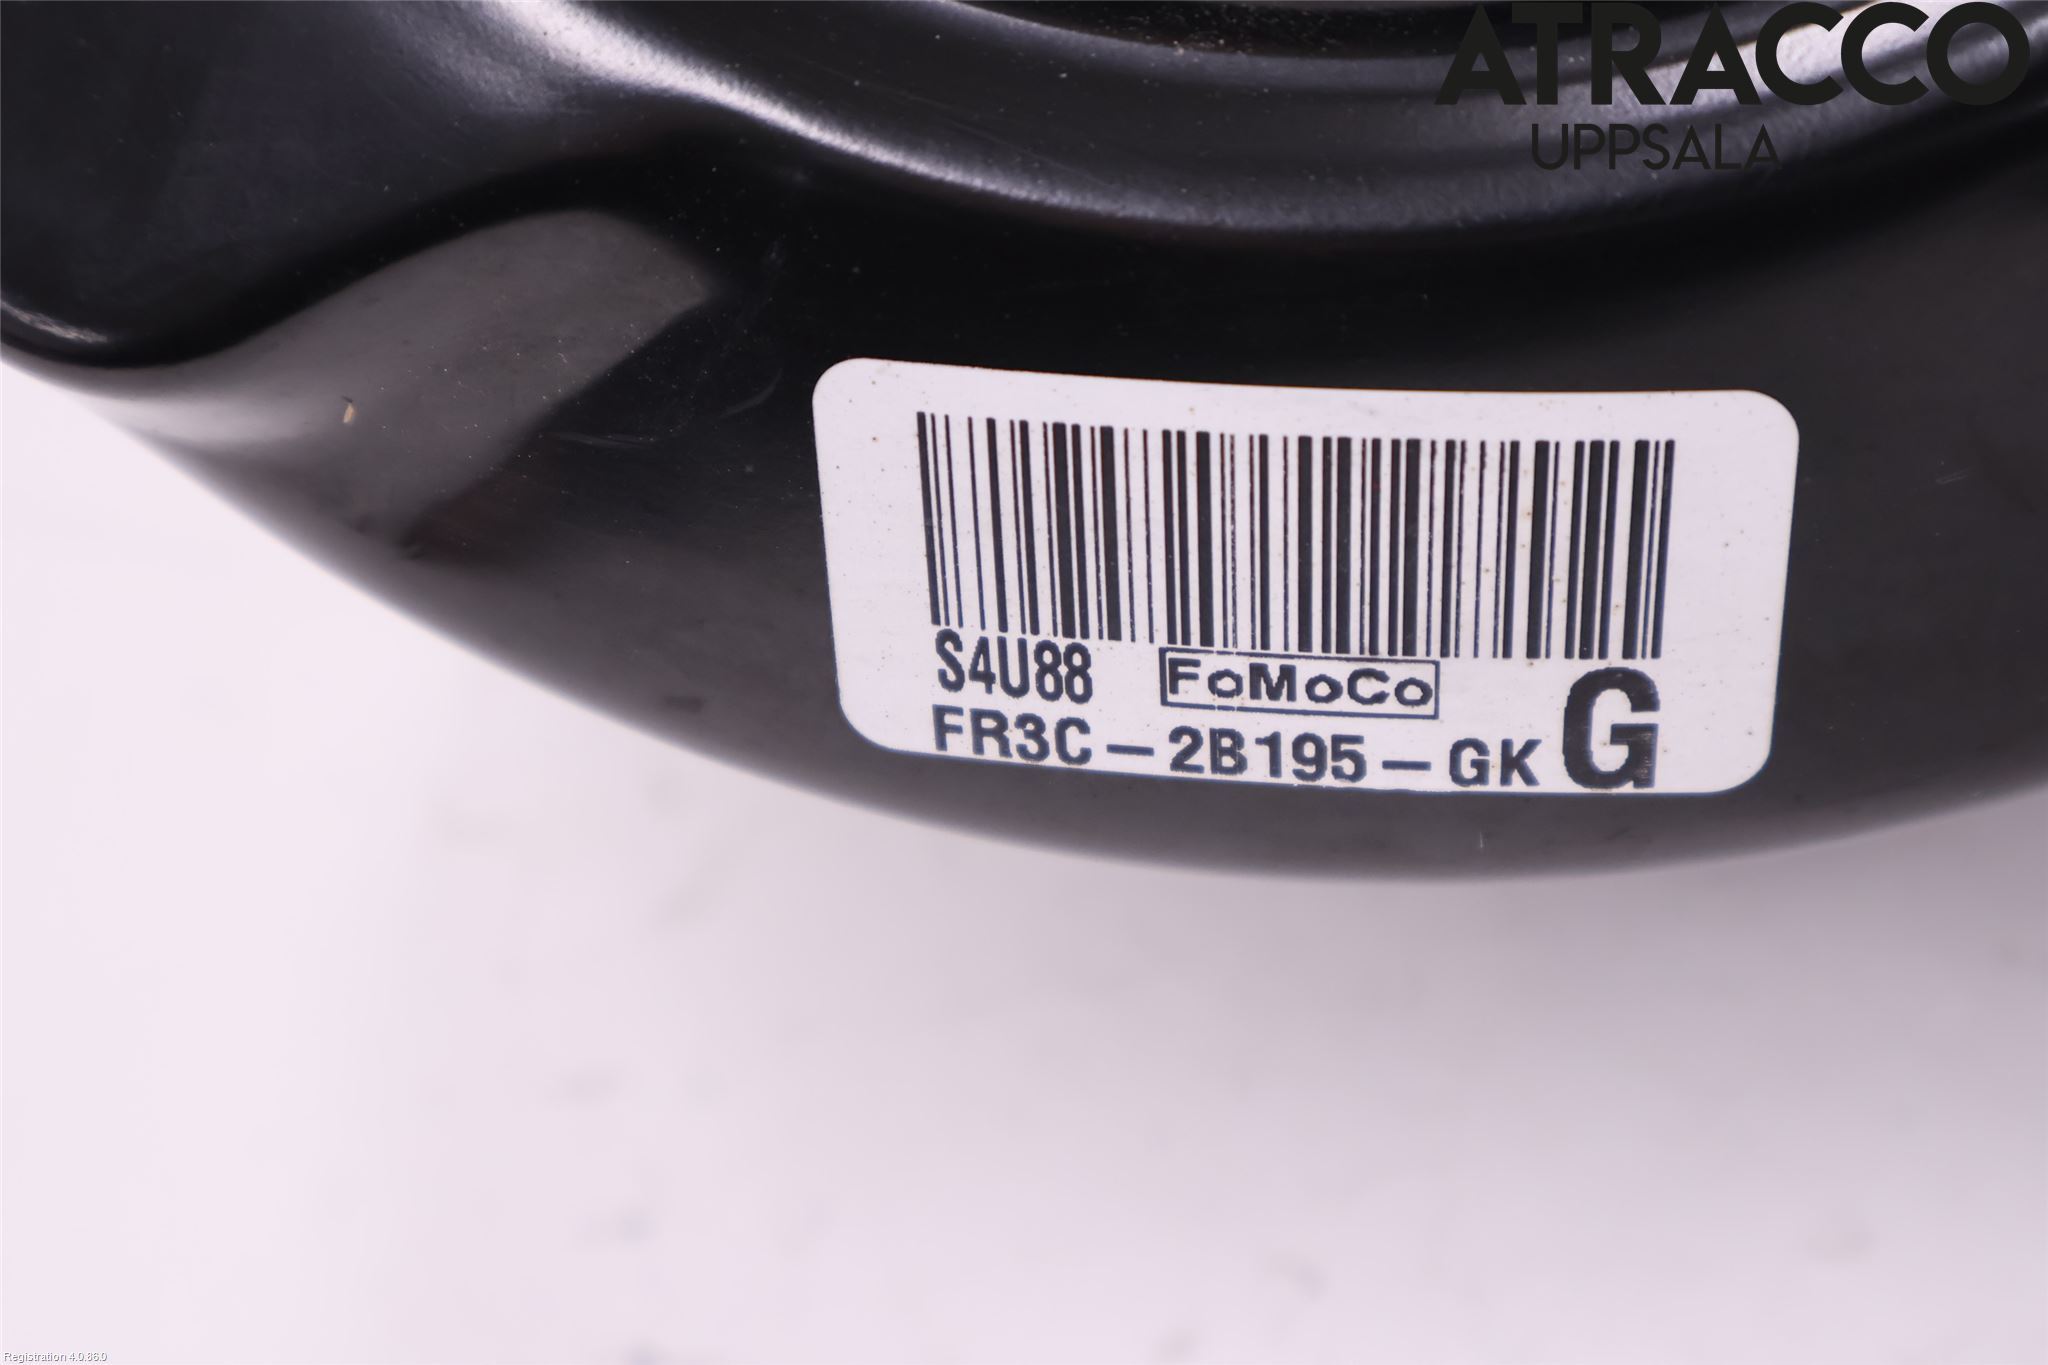 ATRACCO
UPPSALA
S4U88 FoMoCo G
FR3C-2B195-GK
Registration 4.0.86.0